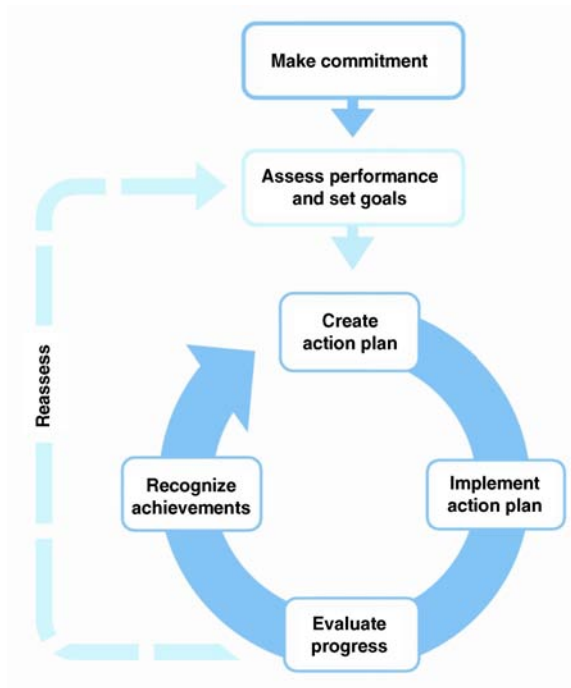 Make commitment
Assess performance
and set goals
Create
action plan
Reassess
Recognize
achievements
Implement
action plan
Evaluate
progress